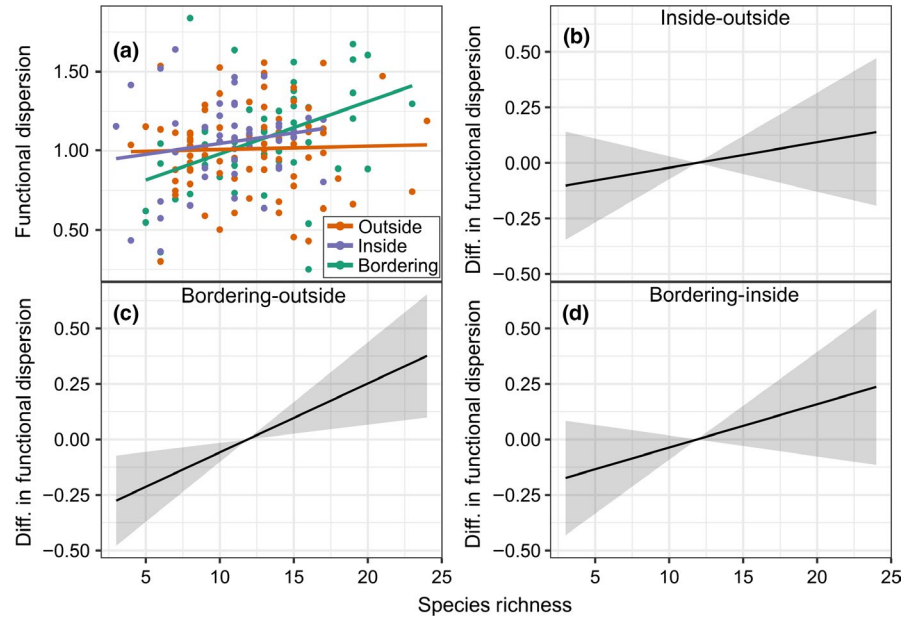 (a)
Functional dispersion
1.50
1.00
0.50
Outside
Inside
Bordering
Inside-outside
(b)
Diff. in functional dispersion
0.50
0.25
0.00
−0.25
−0.50
Bordering-outside
(c)
Diff. in functional dispersion
0.50
0.25
0.00
−0.25
−0.50
5 10 15 20 25
Bordering-inside
(d)
Diff. in functional dispersion
0.50
0.25
0.00
−0.25
−0.50
5 10 15 20 25
Species richness